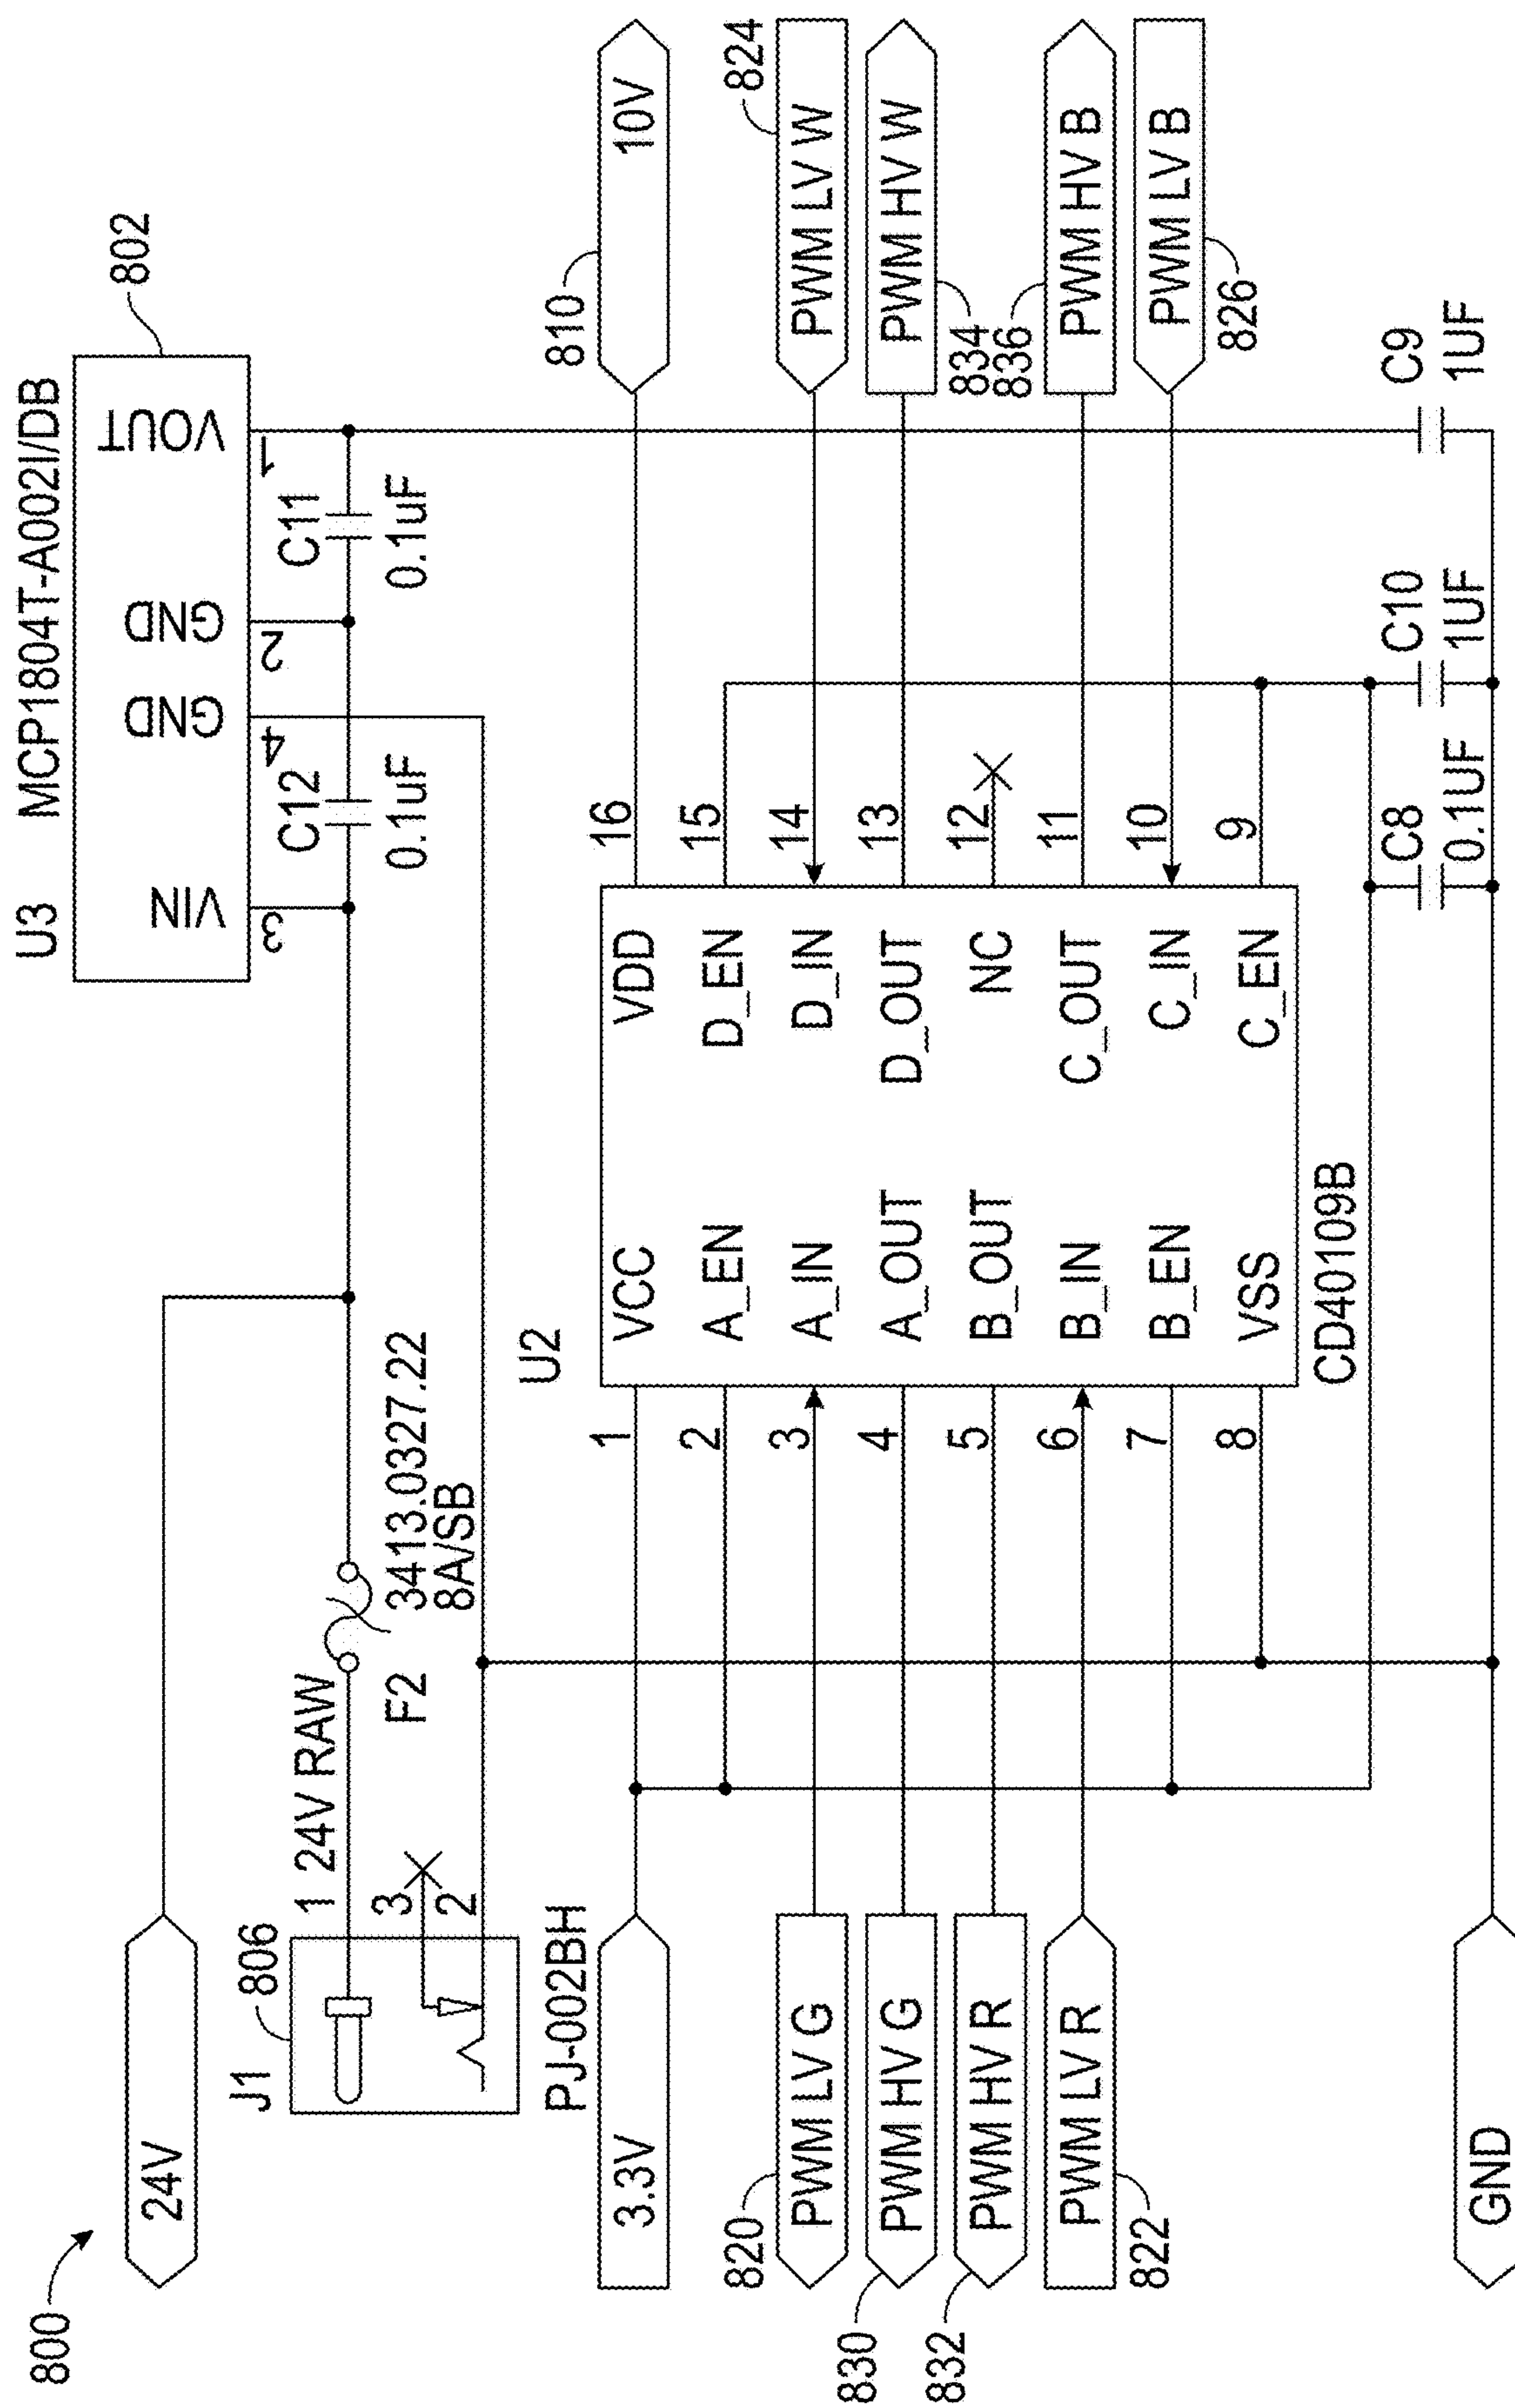 800
24V
U3 MCP1804T-A002I/DB
802
VIN
GND
GND
VOUT
3
4
2
1
C12
0.1uF
C11
0.1uF
J1
806
1 24V RAW
3
2
PJ-002BH
F2
3413.0327.22
8A/SB
U2
3.3V
810
10V
1
VCC
VDD
16
2
A_EN
D_EN
15
820
PWM LV G
3
A_IN
D_IN
14
PWM LV W
824
830
PWM HV G
4
A_OUT
D_OUT
13
PWM HV W
834
832
PWM HV R
5
B_OUT
NC
12
822
PWM LV R
6
B_IN
C_OUT
11
PWM HV B
836
7
B_EN
C_IN
10
PWM LV B
826
8
VSS
C_EN
9
CD40109B
C8
0.1UF
C10
1UF
C9
1UF
GND